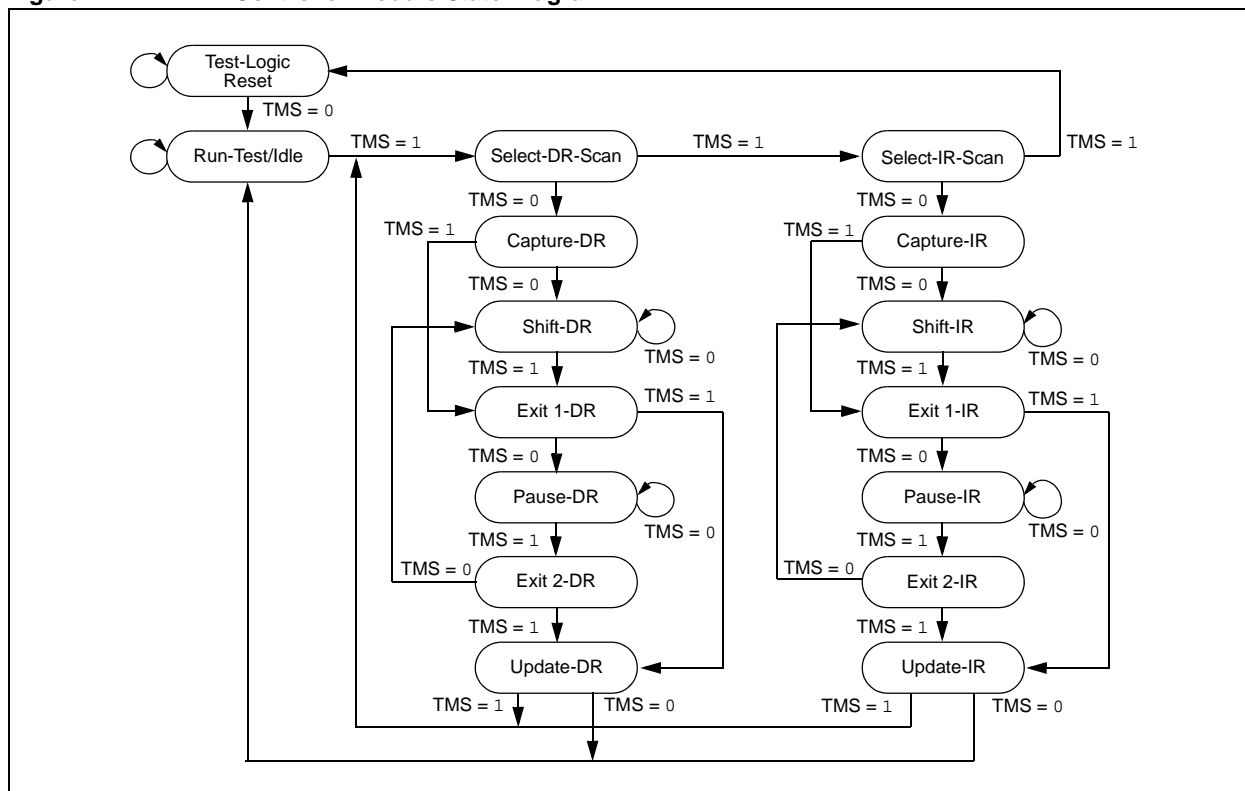 Test-Logic
Reset
TMS = 0
Run-Test/Idle
TMS = 1
Select-DR-Scan
TMS = 1
Select-IR-Scan
TMS = 1
TMS = 0
TMS = 0
TMS = 1
Capture-DR
TMS = 1
Capture-IR
TMS = 0
TMS = 0
Shift-DR
TMS = 0
Shift-IR
TMS = 0
TMS = 1
TMS = 1
Exit 1-DR
TMS = 1
Exit 1-IR
TMS = 1
TMS = 0
TMS = 0
Pause-DR
TMS = 0
Pause-IR
TMS = 0
TMS = 1
TMS = 1
TMS = 0
Exit 2-DR
TMS = 0
Exit 2-IR
TMS = 1
TMS = 1
Update-DR
Update-IR
TMS = 1
TMS = 0
TMS = 1
TMS = 0